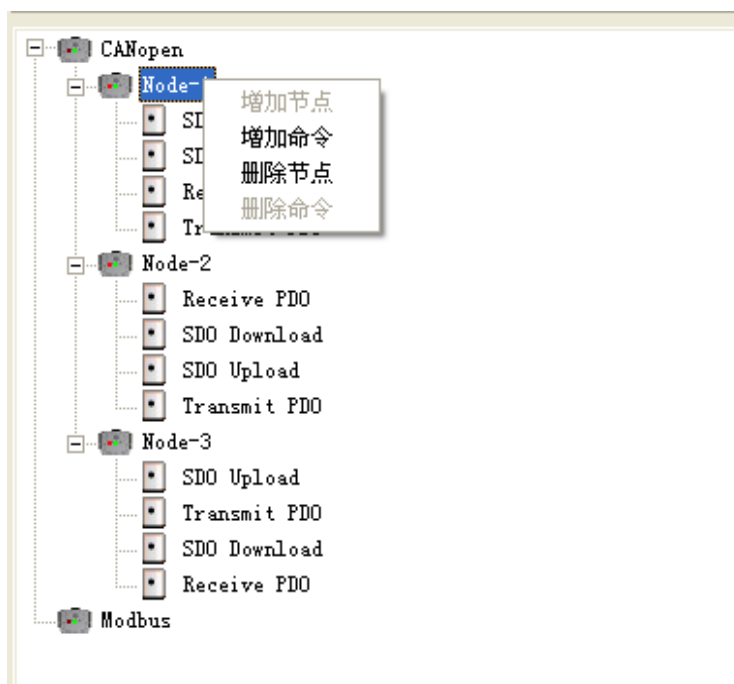 CANopen
增加节点
增加命令
删除节点
删除命令
Node-2
Receive PDO
SDO Download
SDO Upload
Transmit PDO
Node-3
SDO Upload
Transmit PDO
SDO Download
Receive PDO
Modbus